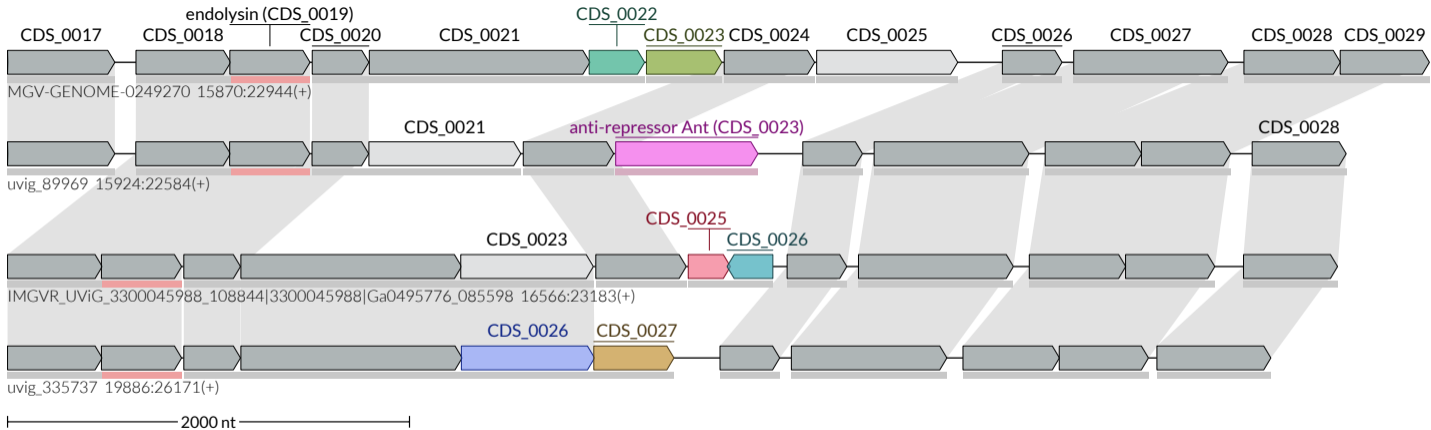 endolysin (CDS_0019) CDS_0022
CDS_0017 CDS_0018 CDS_0020 CDS_0021 CDS_0023 CDS_0024 CDS_0025 CDS_0026 CDS_0027 CDS_0028 CDS_0029
MGV-GENOME-0249270 15870:22944(+)
CDS_0021 anti-repressor Ant (CDS_0023) CDS_0028
uvig_89969 15924:22584(+)
CDS_0025
CDS_0023 CDS_0026
IMGVR_UViG_3300045988_108844|3300045988|Ga0495776_085598 16566:23183(+)
CDS_0026 CDS_0027
uvig_335737 19886:26171(+)
2000 nt